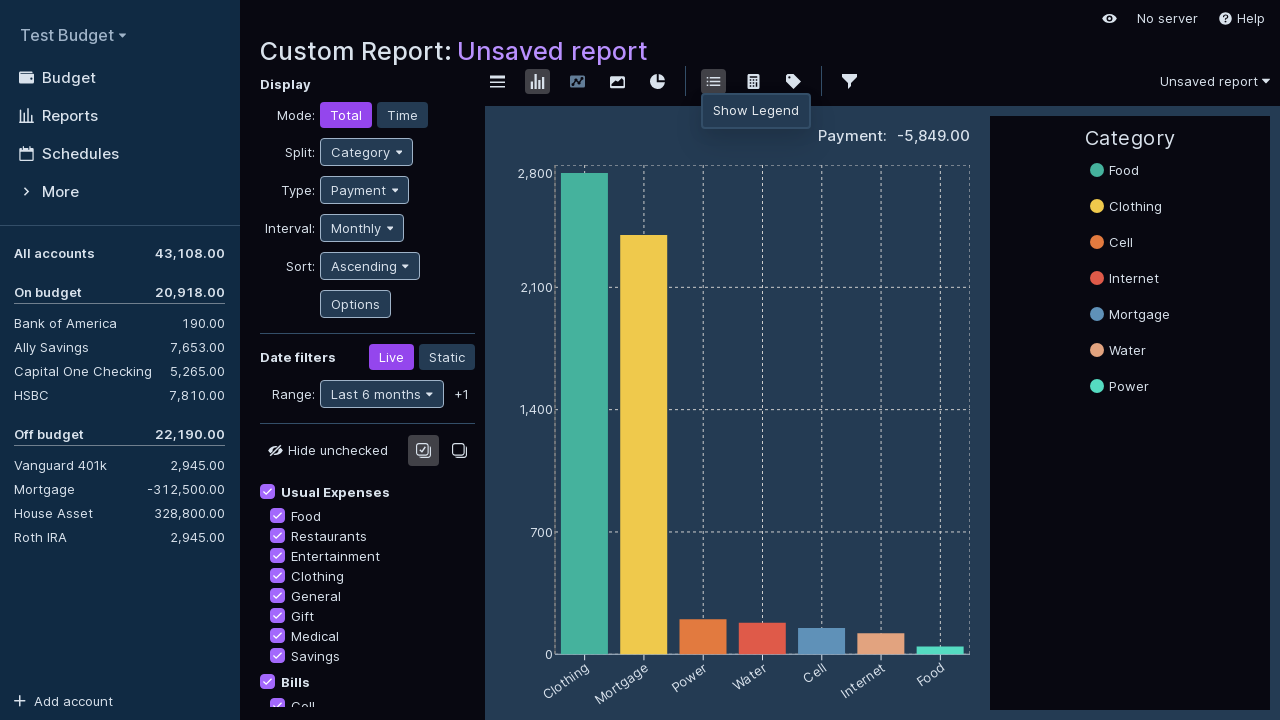 Test Budget
Budget
Reports
Schedules
More
All accounts 43,108.00
On budget 20,918.00
Bank of America 190.00
Ally Savings 7,653.00
Capital One Checking 5,265.00
HSBC 7,810.00
Off budget 22,190.00
Vanguard 401k 2,945.00
Mortgage -312,500.00
House Asset 328,800.00
Roth IRA 2,945.00
Add account
No server Help
Custom Report: Unsaved report
Display
Mode: Total Time
Split: Category
Type: Payment
Interval: Monthly
Sort: Ascending
Options
Date filters Live Static
Range: Last 6 months +1
Hide unchecked
Usual Expenses
Food
Restaurants
Entertainment
Clothing
General
Gift
Medical
Savings
Bills
Cell
Unsaved report
Show Legend
Payment: -5,849.00
2,800
2,100
1,400
700
0
Clothing
Mortgage
Power
Water
Cell
Internet
Food
Category
Food
Clothing
Cell
Internet
Mortgage
Water
Power